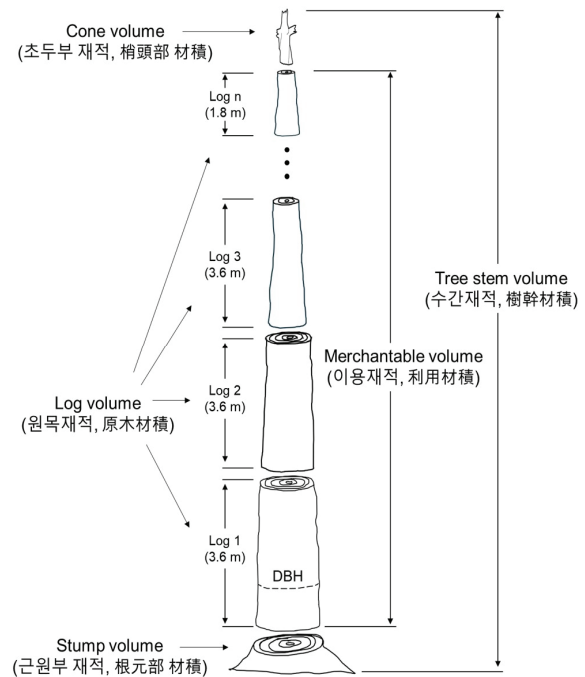 Cone volume
(초두부 재적, 梢頭部 材積)
Log n
(1.8 m)
Log 3
(3.6 m)
Tree stem volume
(수간재적, 樹幹材積)
Merchantable volume
(이용재적, 利用材積)
Log 2
(3.6 m)
Log volume
(원목재적, 原木材積)
Log 1
(3.6 m)
DBH
Stump volume
(근원부 재적, 根元部 材積)